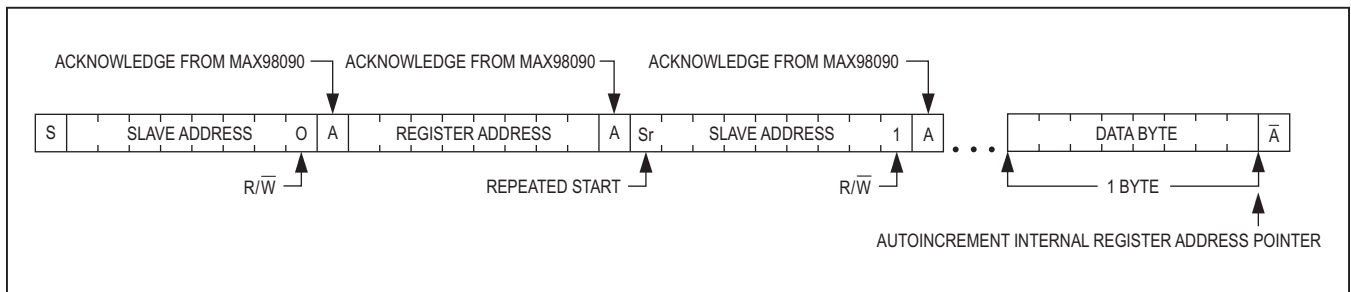 ACKNOWLEDGE FROM MAX98090 ACKNOWLEDGE FROM MAX98090 ACKNOWLEDGE FROM MAX98090
S SLAVE ADDRESS O A REGISTER ADDRESS A Sr SLAVE ADDRESS 1 A ... DATA BYTE A̅
R/W̅ REPEATED START R/W̅ 1 BYTE
AUTOINCREMENT INTERNAL REGISTER ADDRESS POINTER